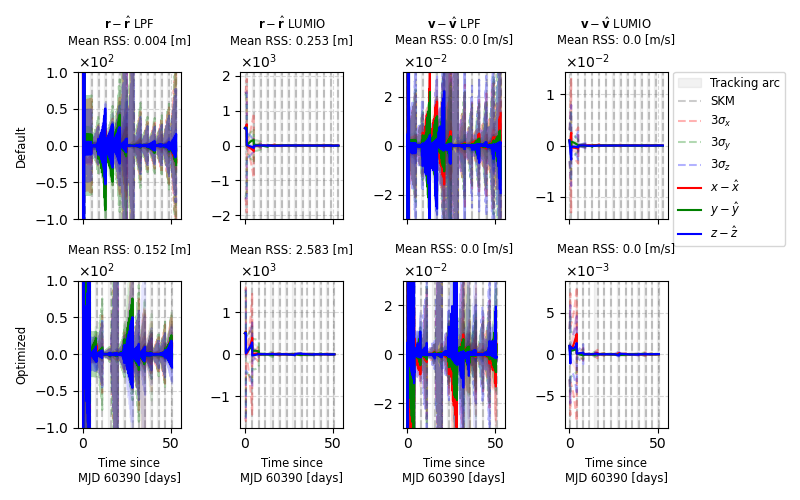 r − r̂ LPF
Mean RSS: 0.004 [m]
r − r̂ LUMIO
Mean RSS: 0.253 [m]
v − v̂ LPF
Mean RSS: 0.0 [m/s]
v − v̂ LUMIO
Mean RSS: 0.0 [m/s]
×10²
×10³
×10⁻²
×10⁻²
Default
1.0
0.5
0.0
−0.5
−1.0
2
1
0
−1
−2
2
0
−2
1
0
−1
Tracking arc
SKM
3σx
3σy
3σz
x − x̂
y − ŷ
z − ẑ
Mean RSS: 0.152 [m]
Mean RSS: 2.583 [m]
Mean RSS: 0.0 [m/s]
Mean RSS: 0.0 [m/s]
×10²
×10³
×10⁻²
×10⁻³
Optimized
1.0
0.5
0.0
−0.5
−1.0
1
0
−1
2
0
−2
5
0
−5
0 50
0 50
0 50
0 50
Time since
MJD 60390 [days]
Time since
MJD 60390 [days]
Time since
MJD 60390 [days]
Time since
MJD 60390 [days]